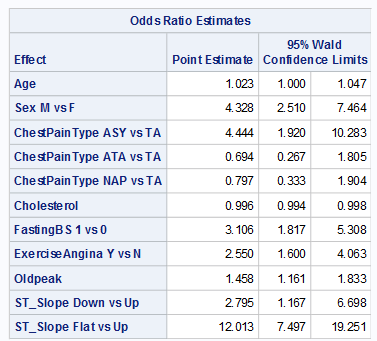 Odds Ratio Estimates
Effect Point Estimate 95% Wald
Confidence Limits
Age 1.023 1.000 1.047
Sex M vs F 4.328 2.510 7.464
ChestPainType ASY vs TA 4.444 1.920 10.283
ChestPainType ATA vs TA 0.694 0.267 1.805
ChestPainType NAP vs TA 0.797 0.333 1.904
Cholesterol 0.996 0.994 0.998
FastingBS 1 vs 0 3.106 1.817 5.308
ExerciseAngina Y vs N 2.550 1.600 4.063
Oldpeak 1.458 1.161 1.833
ST_Slope Down vs Up 2.795 1.167 6.698
ST_Slope Flat vs Up 12.013 7.497 19.251